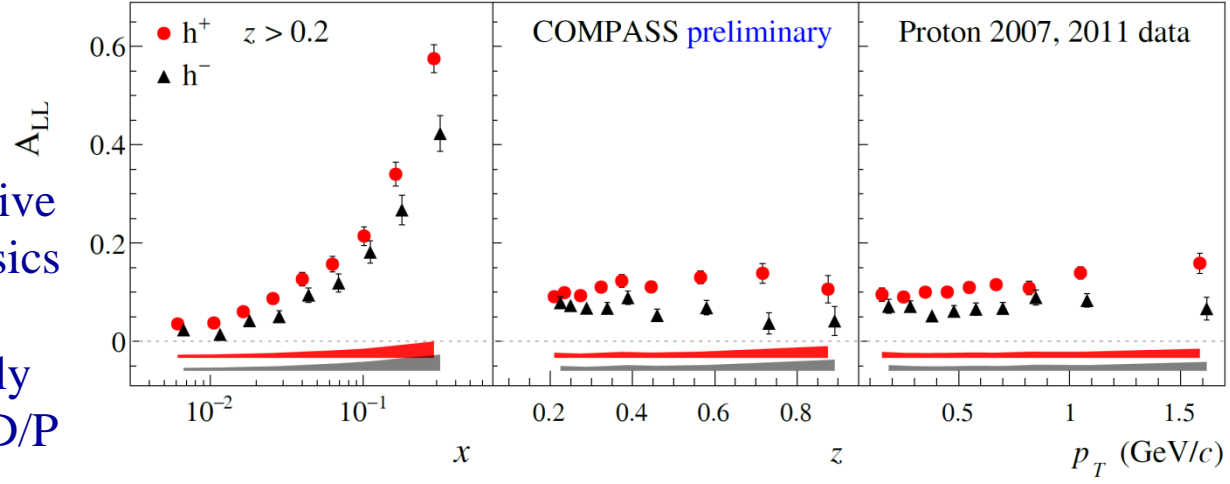 h⁺ z > 0.2
h⁻
COMPASS preliminary
Proton 2007, 2011 data
A_LL
0.6
0.4
0.2
0
10⁻²
10⁻¹
x
0.2
0.4
0.6
0.8
z
0.5
1
1.5
p_T (GeV/c)
ive
sics
ly
D/P